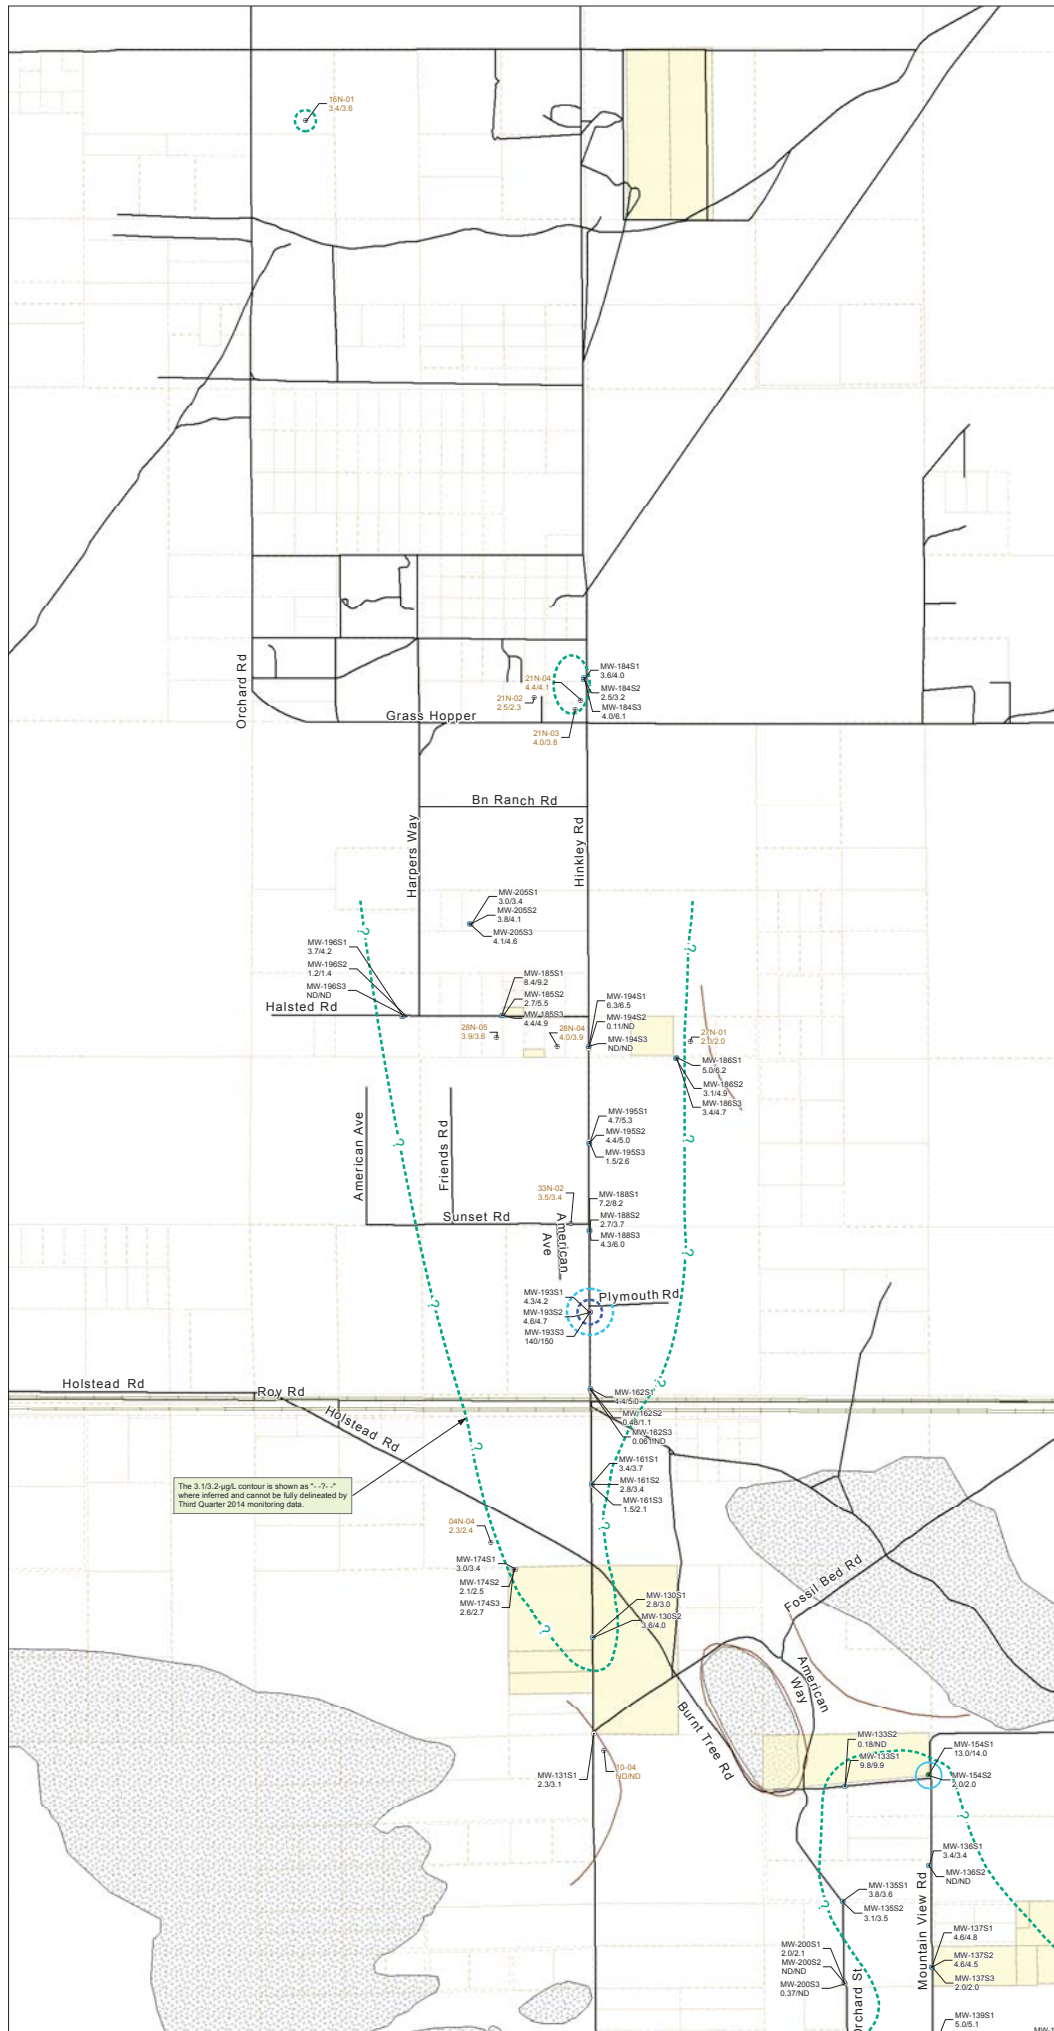 16N-01
3.4/3.6
Orchard Rd
MW-184S1
3.6/4.0
21N-04
4.4/4.1
MW-184S2
2.5/3.2
21N-02
2.5/2.3
MW-184S3
4.0/6.1
Grass Hopper
21N-03
4.0/3.8
Bn Ranch Rd
Harpers Way
Hinkley Rd
MW-205S1
3.0/3.4
MW-205S2
3.8/4.1
MW-205S3
4.1/4.6
?
?
MW-196S1
3.7/4.2
MW-196S2
1.2/1.4
MW-196S3
ND/ND
MW-185S1
8.4/9.2
MW-185S2
2.7/5.5
MW-185S3
4.4/4.9
MW-194S1
6.3/6.5
MW-194S2
0.11/ND
MW-194S3
ND/ND
Halsted Rd
28N-05
3.9/3.6
28N-04
4.0/3.9
27N-01
2.0/2.0
MW-186S1
5.0/6.2
MW-186S2
3.1/4.9
MW-186S3
3.4/4.7
MW-195S1
4.7/5.3
MW-195S2
4.4/5.0
MW-195S3
1.5/2.6
?
?
American Ave
Friends Rd
33N-02
3.5/3.4
MW-188S1
7.2/8.2
MW-188S2
2.7/3.7
MW-188S3
4.3/6.0
Sunset Rd
American
Ave
?
?
MW-193S1
4.3/4.2
MW-193S2
4.6/4.7
MW-193S3
140/150
Plymouth Rd
Holstead Rd
Roy Rd
Holstead Rd
?
MW-162S1
4.4/5.0
MW-162S2
0.48/1.1
MW-162S3
0.061/ND
?
MW-161S1
3.4/3.7
MW-161S2
2.8/3.4
MW-161S3
1.5/2.1
The 3.1/3.2-µg/L contour is shown as "- -?- -"
where inferred and cannot be fully delineated by
Third Quarter 2014 monitoring data.
?
04N-04
2.3/2.4
MW-174S1
3.0/3.4
MW-174S2
2.1/2.5
MW-174S3
2.6/2.7
?
MW-130S1
2.8/3.0
MW-130S2
3.6/4.0
Fossil Bed Rd
American
Way
Burnt Tree Rd
MW-131S1
2.3/3.1
10-04
ND/ND
MW-133S2
0.18/ND
MW-133S1
9.8/9.9
MW-154S1
13.0/14.0
MW-154S2
2.0/2.0
?
MW-136S1
3.4/3.4
MW-136S2
ND/ND
MW-135S1
3.8/3.6
MW-135S2
3.1/3.5
?
Mountain View Rd
MW-137S1
4.6/4.8
MW-137S2
4.6/4.5
MW-137S3
2.0/2.0
MW-200S1
2.0/2.1
MW-200S2
ND/ND
MW-200S3
0.37/ND
Orchard St
MW-139S1
5.0/5.1